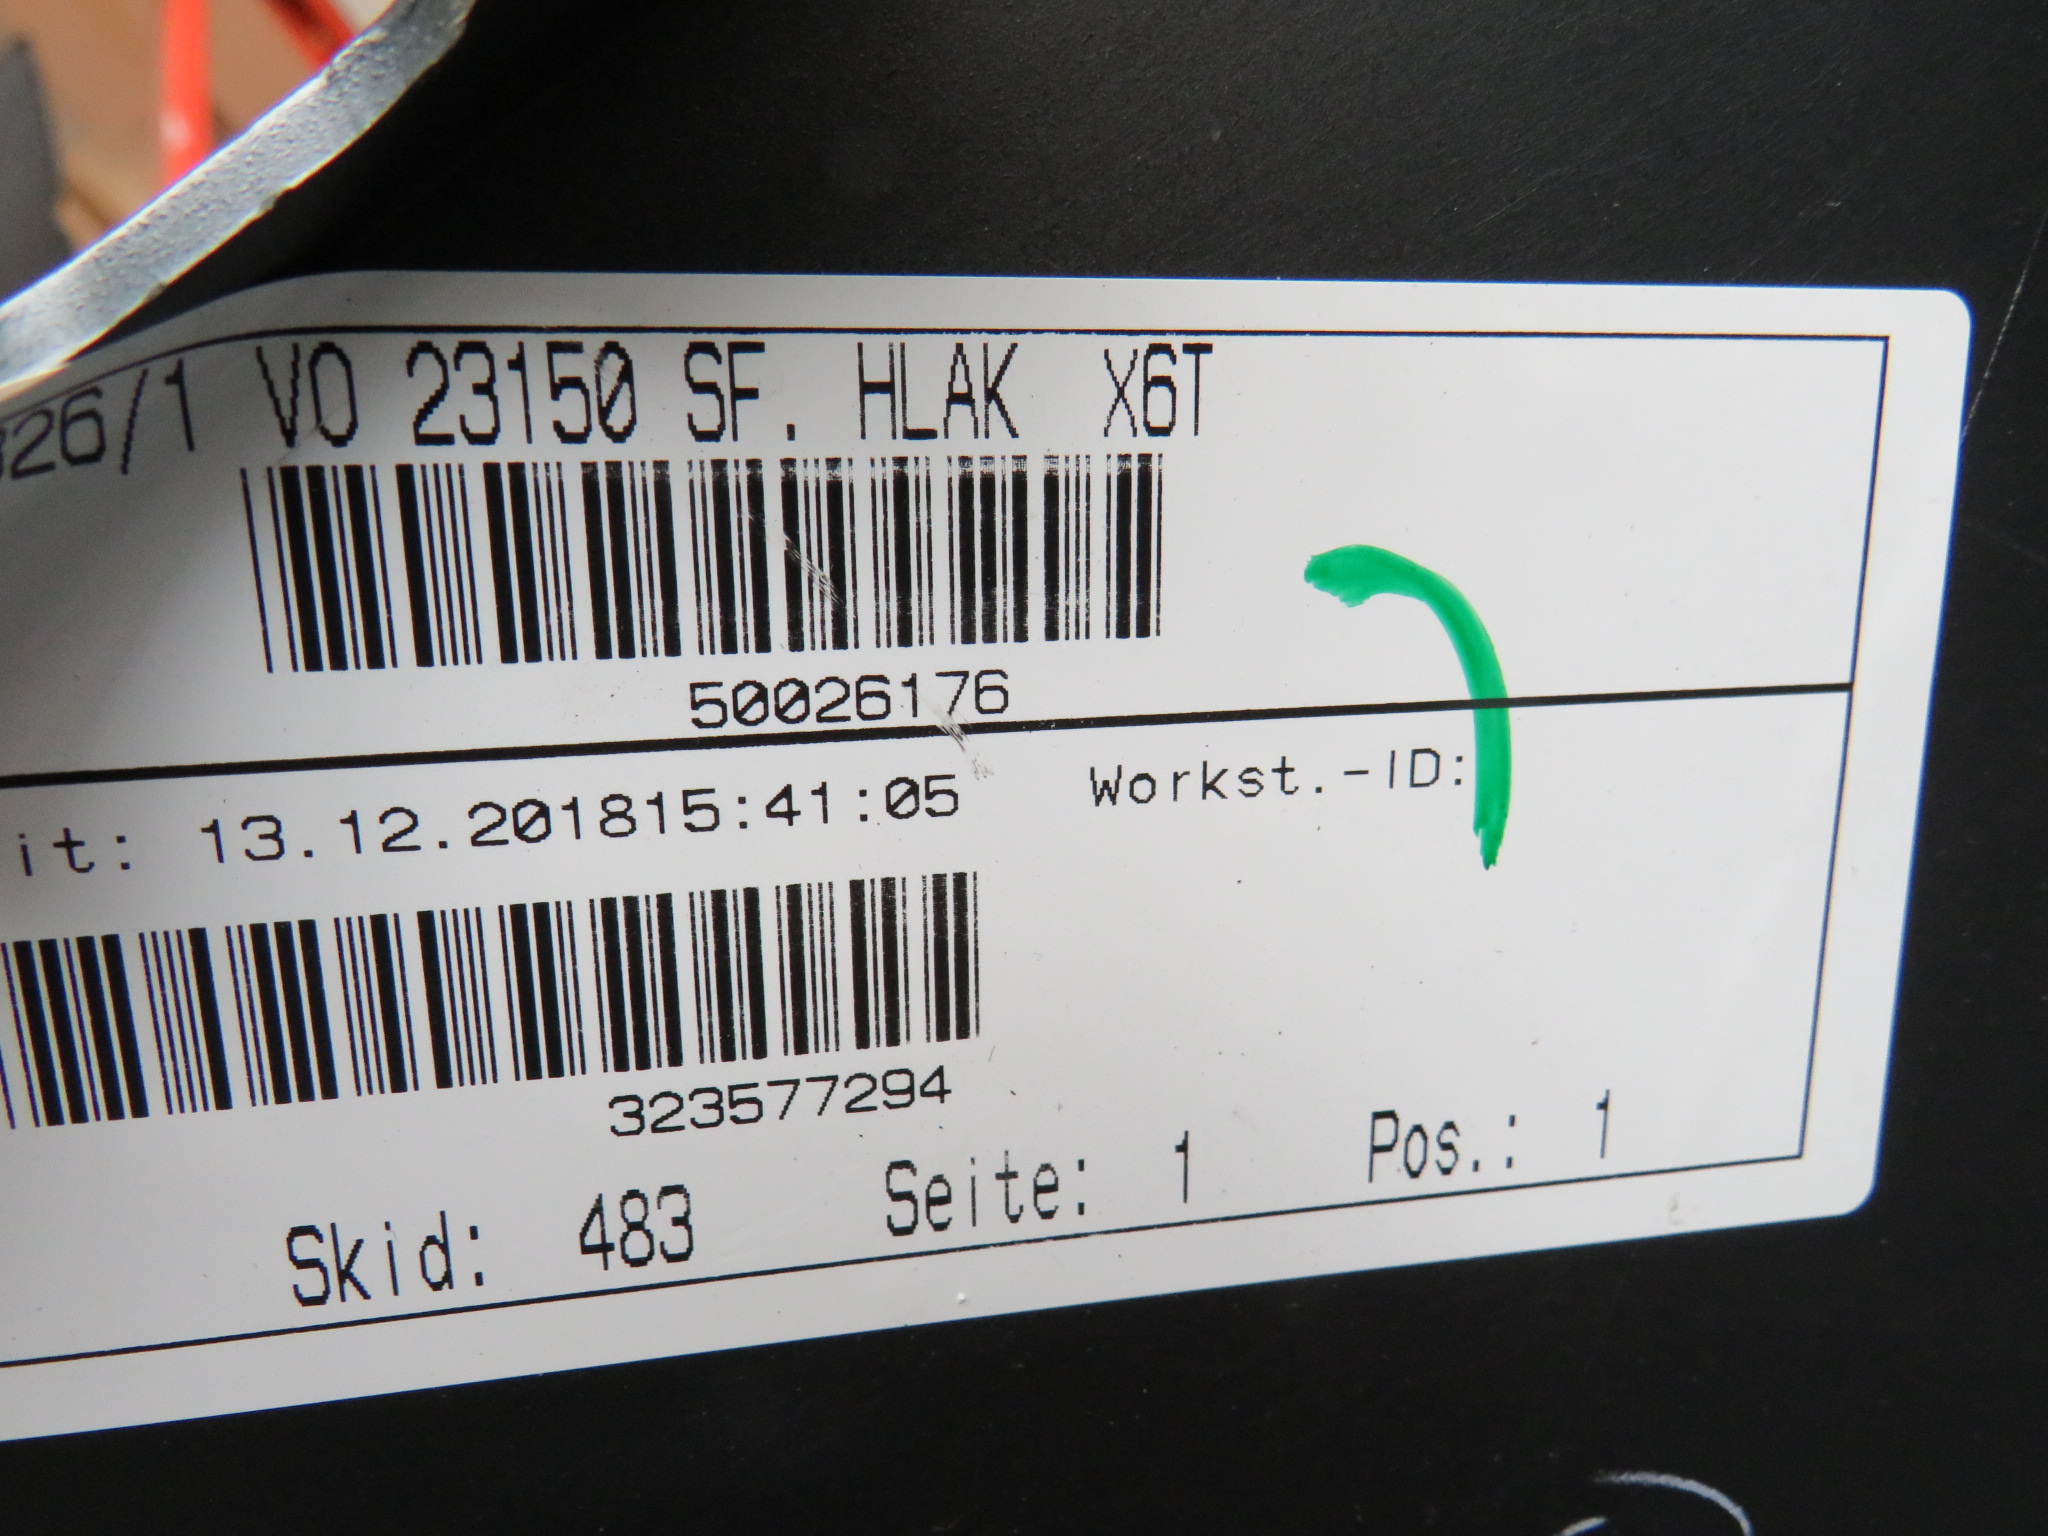 326/1 VO 23150 SF. HLAK X6T
50026176
it: 13.12.201815:41:05 Workst.-ID:
323577294
Skid: 483 Seite: 1 Pos.: 1